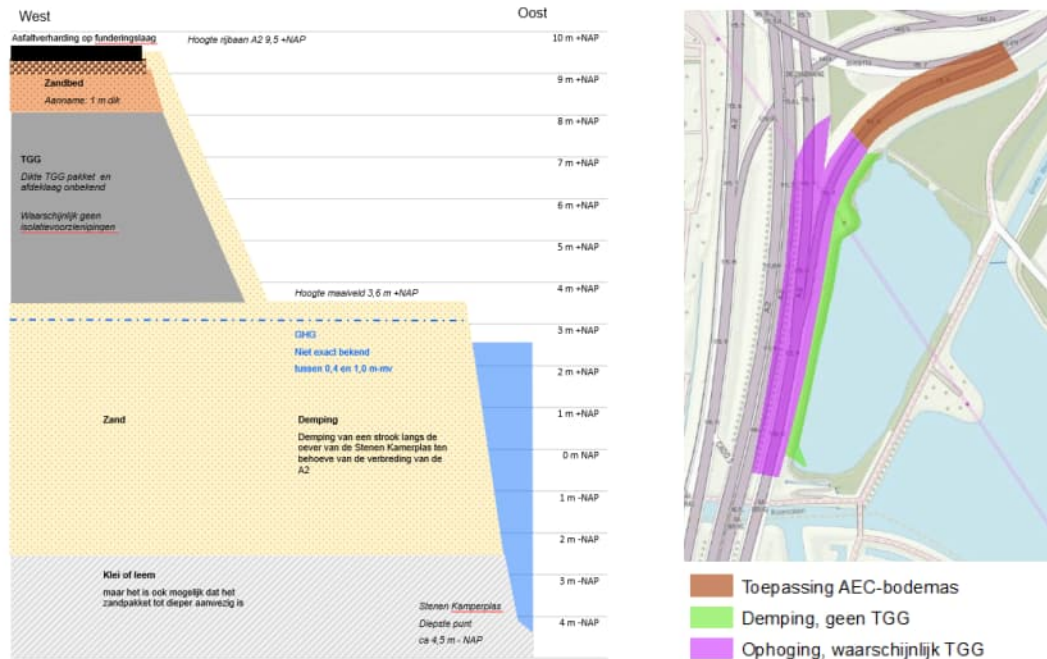 West
Oost
Asfaltverharding op funderingslaag
Hoogte rijbaan A2 9,5 +NAP
10 m +NAP
Zandbed
Aanname: 1 m dik
9 m +NAP
8 m +NAP
TGG
Dikte TGG pakket en
afdeklaag onbekend
Waarschijnlijk geen
isolatievoorzienipingen
7 m +NAP
6 m +NAP
5 m +NAP
4 m +NAP
Hoogte maaiveld 3,6 m +NAP
3 m +NAP
GHG
Niet exact bekend
tussen 0,4 en 1,0 m-mv
2 m +NAP
1 m +NAP
Zand
Demping
Demping van een strook langs de
oever van de Stenen Kamerplas ten
behoeve van de verbreding van de
A2
0 m NAP
1 m -NAP
2 m -NAP
Klei of leem
maar het is ook mogelijk dat het
zandpakket tot dieper aanwezig is
3 m -NAP
Stenen Kamperplas
Diepste punt
ca 4,5 m - NAP
4 m -NAP
A2
Toepassing AEC-bodemas
Demping, geen TGG
Ophoging, waarschijnlijk TGG